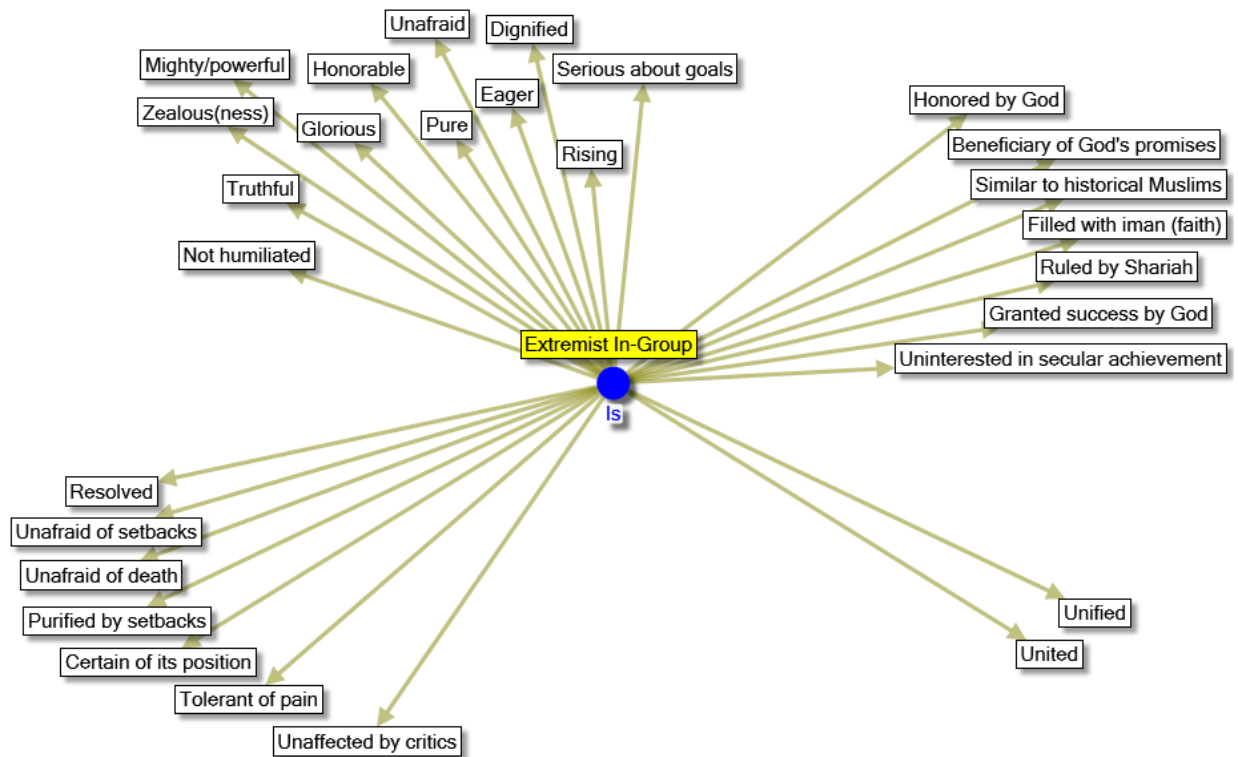 Unafraid
Dignified
Mighty/powerful
Honorable
Serious about goals
Eager
Honored by God
Zealous(ness)
Glorious
Pure
Rising
Beneficiary of God's promises
Truthful
Similar to historical Muslims
Filled with iman (faith)
Not humiliated
Ruled by Shariah
Granted success by God
Extremist In-Group
Uninterested in secular achievement
Is
Resolved
Unafraid of setbacks
Unafraid of death
Purified by setbacks
Certain of its position
Tolerant of pain
Unaffected by critics
Unified
United